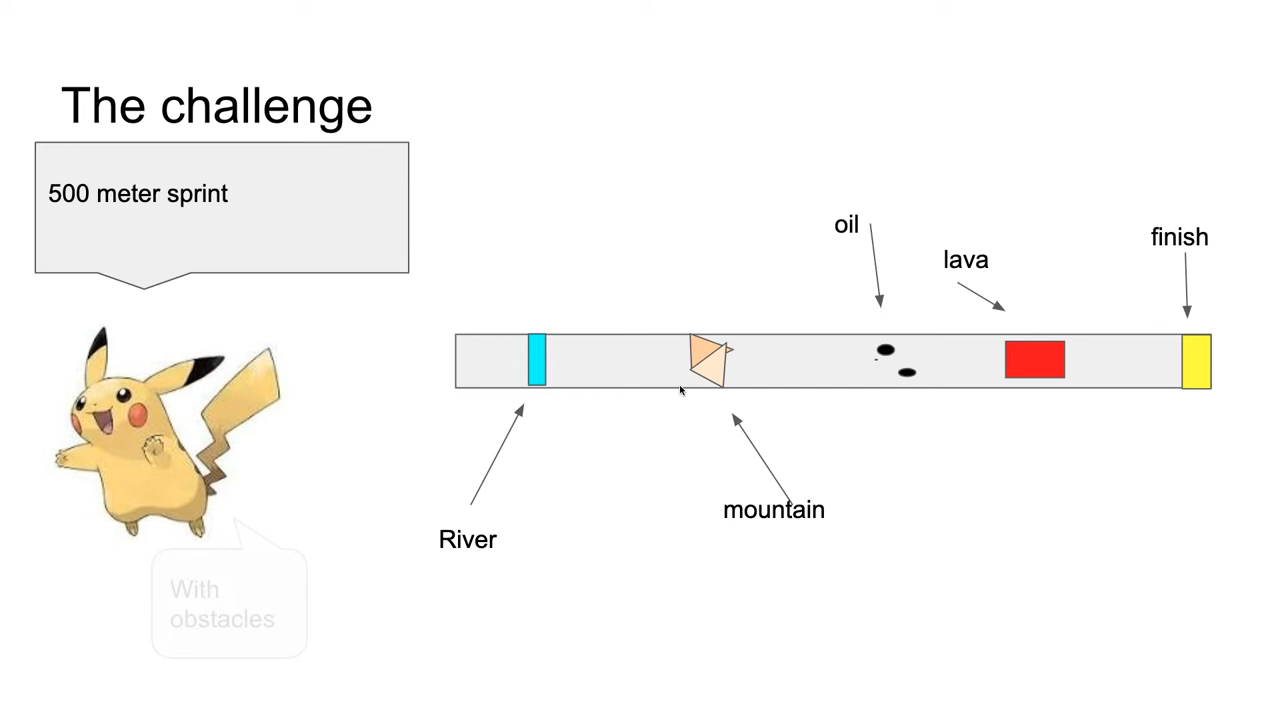 The challenge
500 meter sprint
oil
finish
lava
mountain
River
With
obstacles